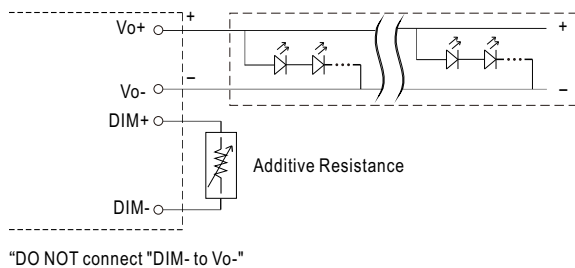 Vo+
+
+
−
Vo-
−
DIM+
Additive Resistance
DIM-
“DO NOT connect "DIM- to Vo-"